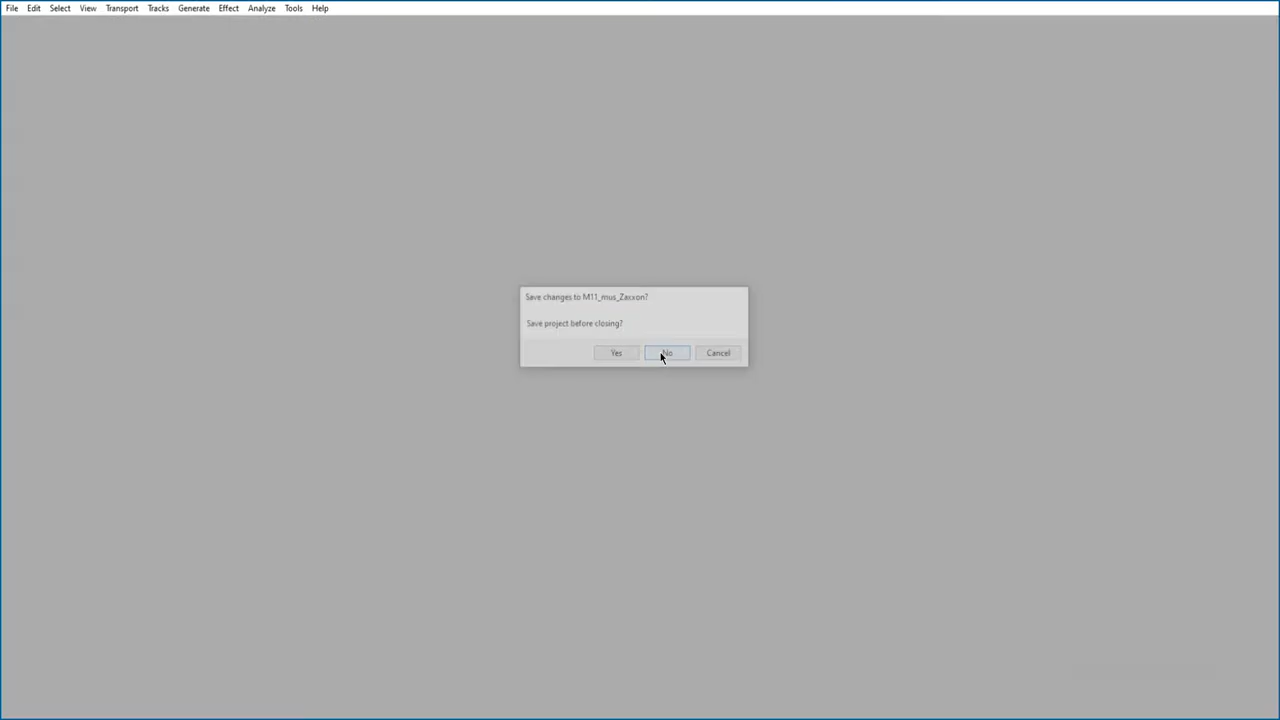 File Edit Select View Transport Tracks Generate Effect Analyze Tools Help
Save changes to M11_mus_Zaxxon?
Save project before closing?
Yes No Cancel